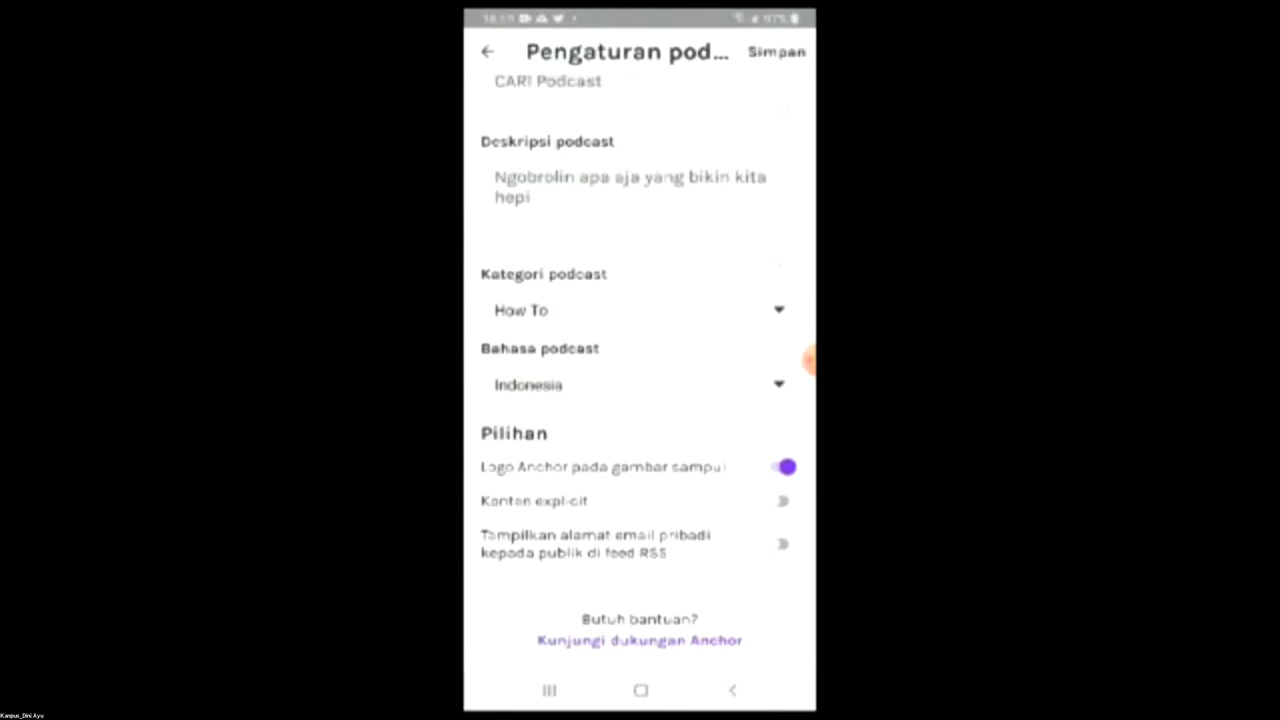 Pengaturan pod...
Simpan
CARI Podcast
Deskripsi podcast
Ngobrolin apa aja yang bikin kita
hepi
Kategori podcast
How To
Bahasa podcast
Indonesia
Pilihan
Logo Anchor pada gambar sampul
Konten explicit
Tampilkan alamat email pribadi
kepada publik di feed RSS
Butuh bantuan?
Kunjungi dukungan Anchor
Kanpus_Dini Ayu